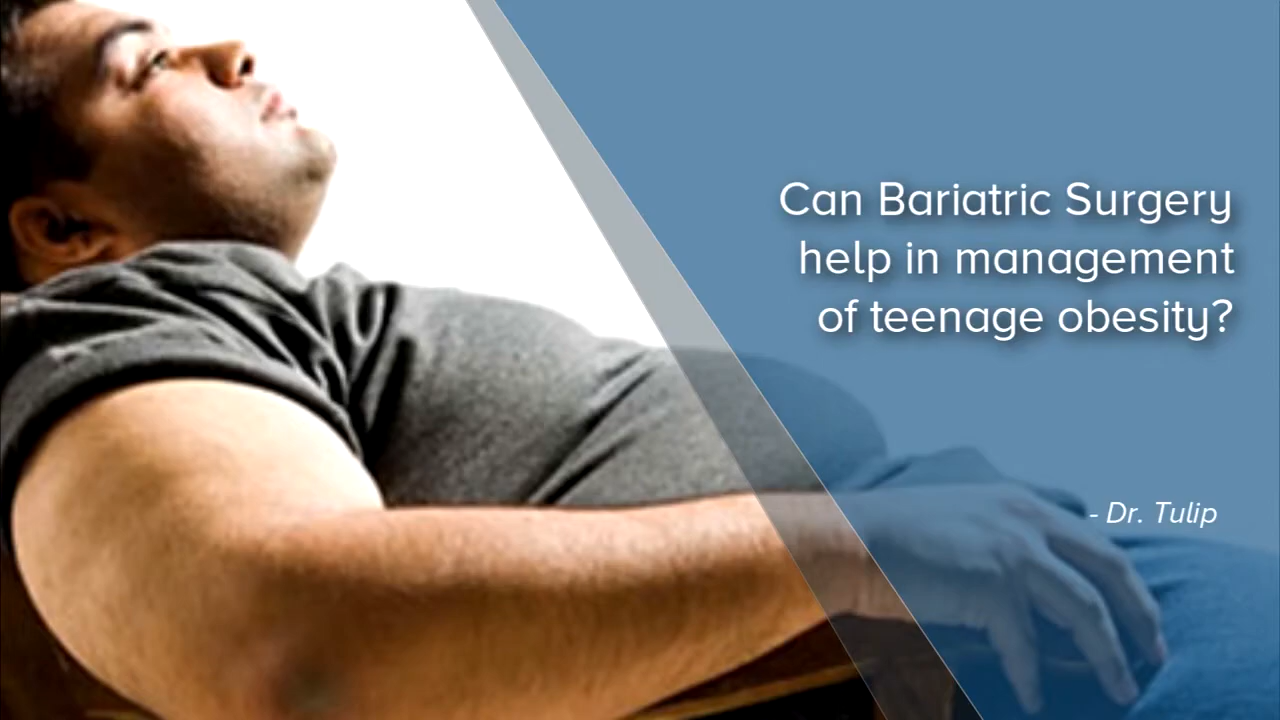 Can Bariatric Surgery
help in management
of teenage obesity?
- Dr. Tulip